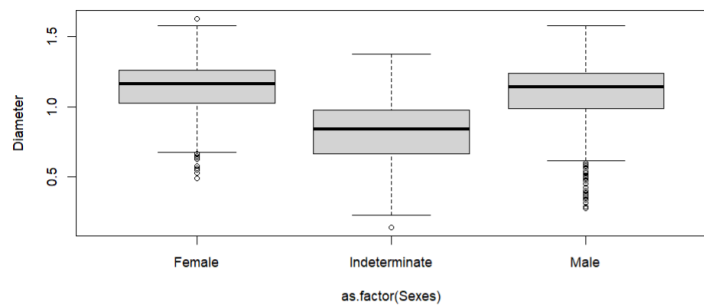 1.5
1.0
0.5
Diameter
Female Indeterminate Male
as.factor(Sexes)